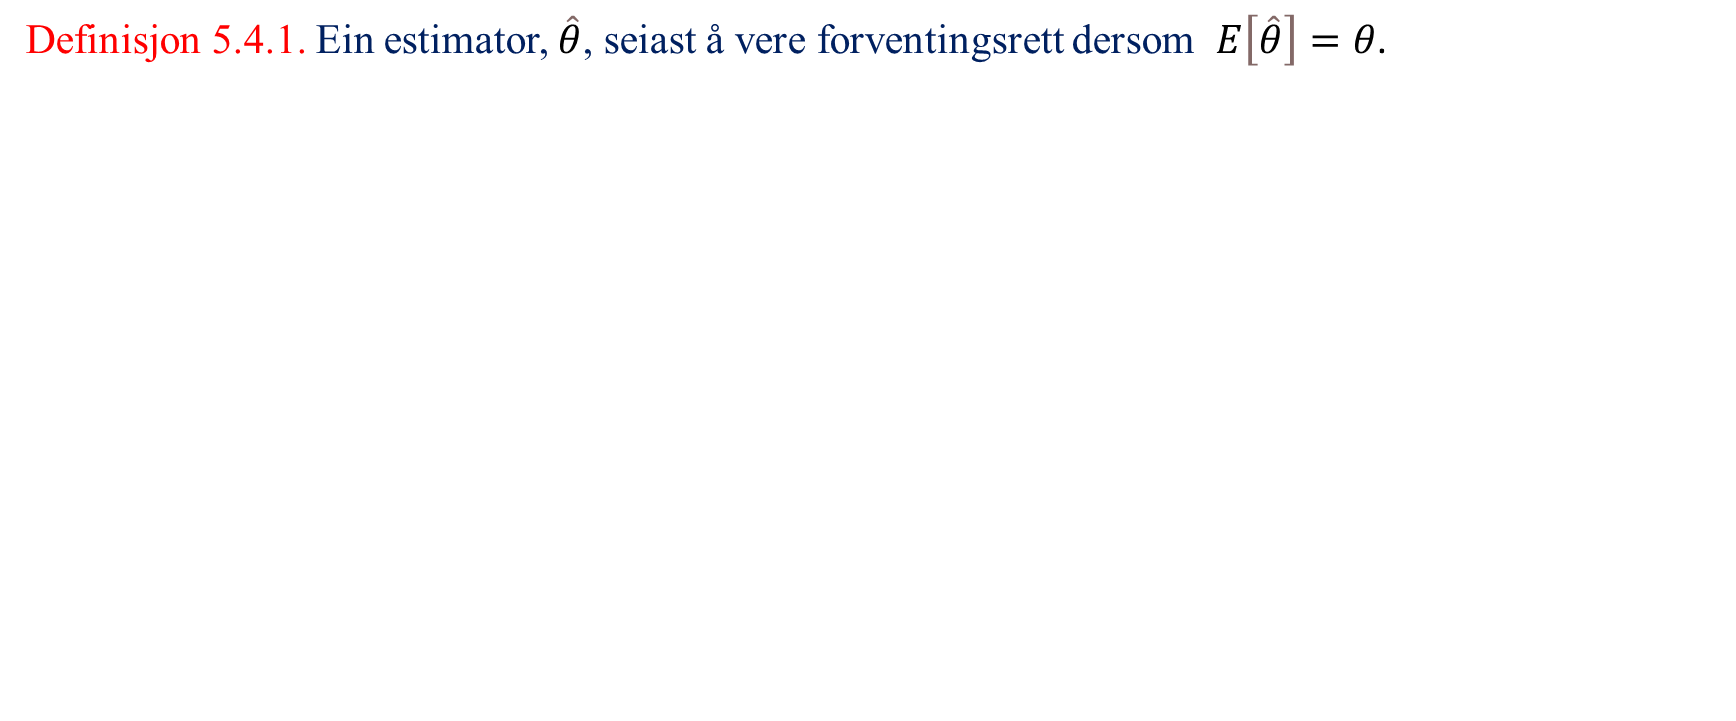 Definisjon 5.4.1. Ein estimator, θ̂, seiast å vere forventingsrett dersom E[θ̂] = θ.